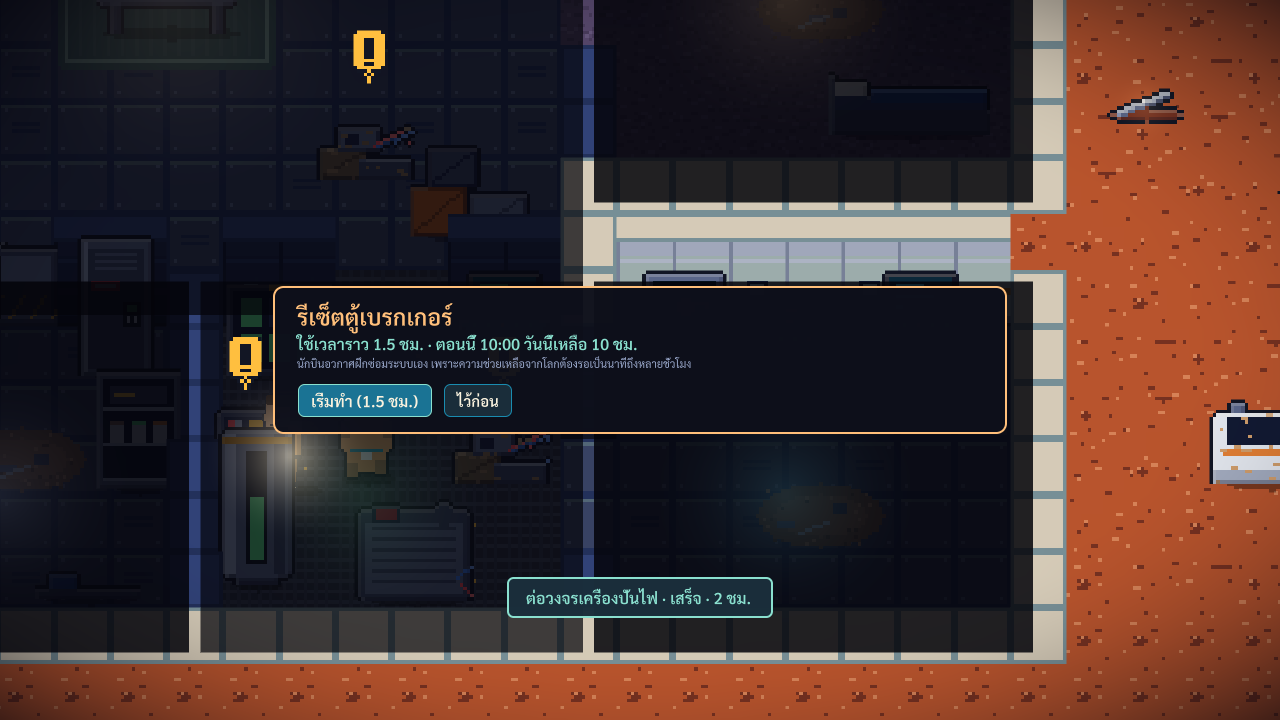 รีเซ็ตตู้เบรกเกอร์
ใช้เวลาราว 1.5 ชม. · ตอนนี้ 10:00 วันนี้เหลือ 10 ชม.
นักบินอวกาศฝึกซ่อมระบบเอง เพราะความช่วยเหลือจากโลกต้องรอเป็นนาทีถึงหลายชั่วโมง
เริ่มทำ (1.5 ชม.)
ไว้ก่อน
ต่อวงจรเครื่องปั่นไฟ · เสร็จ · 2 ชม.